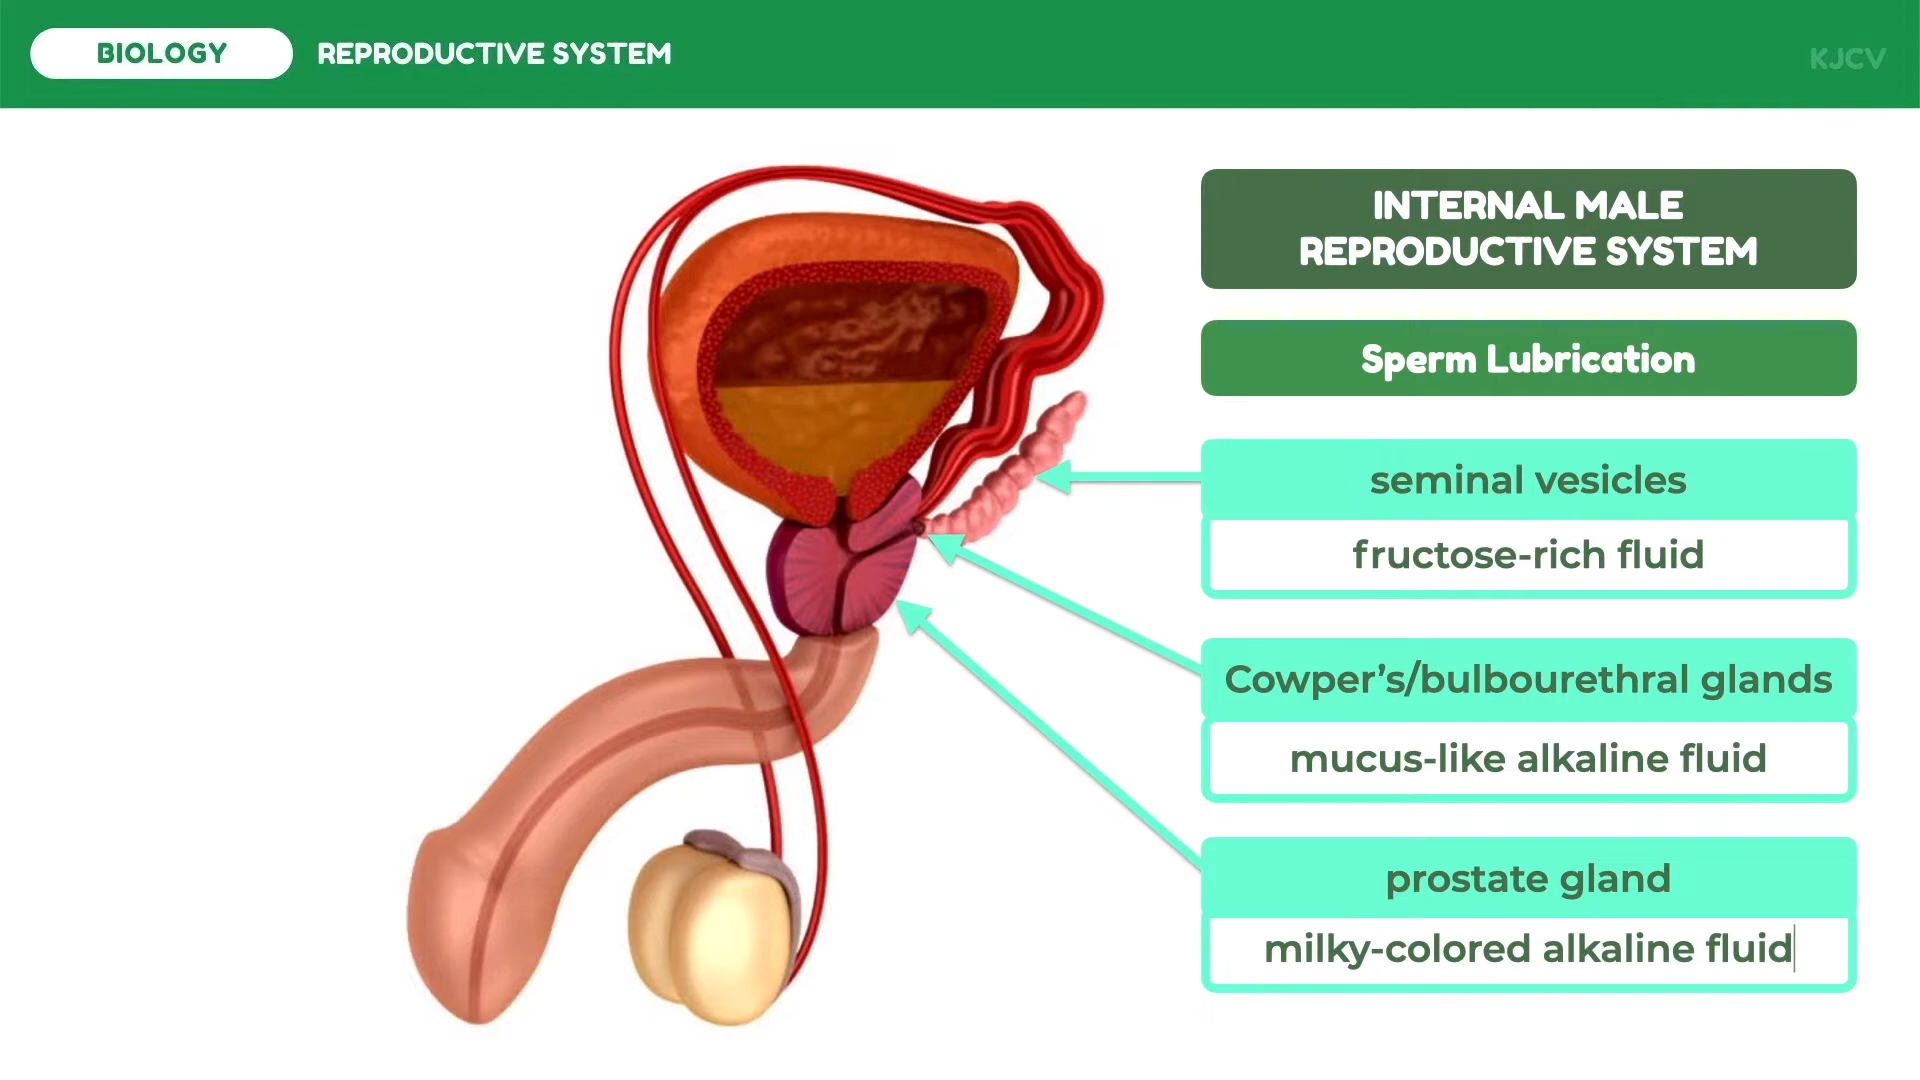 BIOLOGY
REPRODUCTIVE SYSTEM
KJCV
INTERNAL MALE
REPRODUCTIVE SYSTEM
Sperm Lubrication
seminal vesicles
fructose-rich fluid
Cowper’s/bulbourethral glands
mucus-like alkaline fluid
prostate gland
milky-colored alkaline fluid